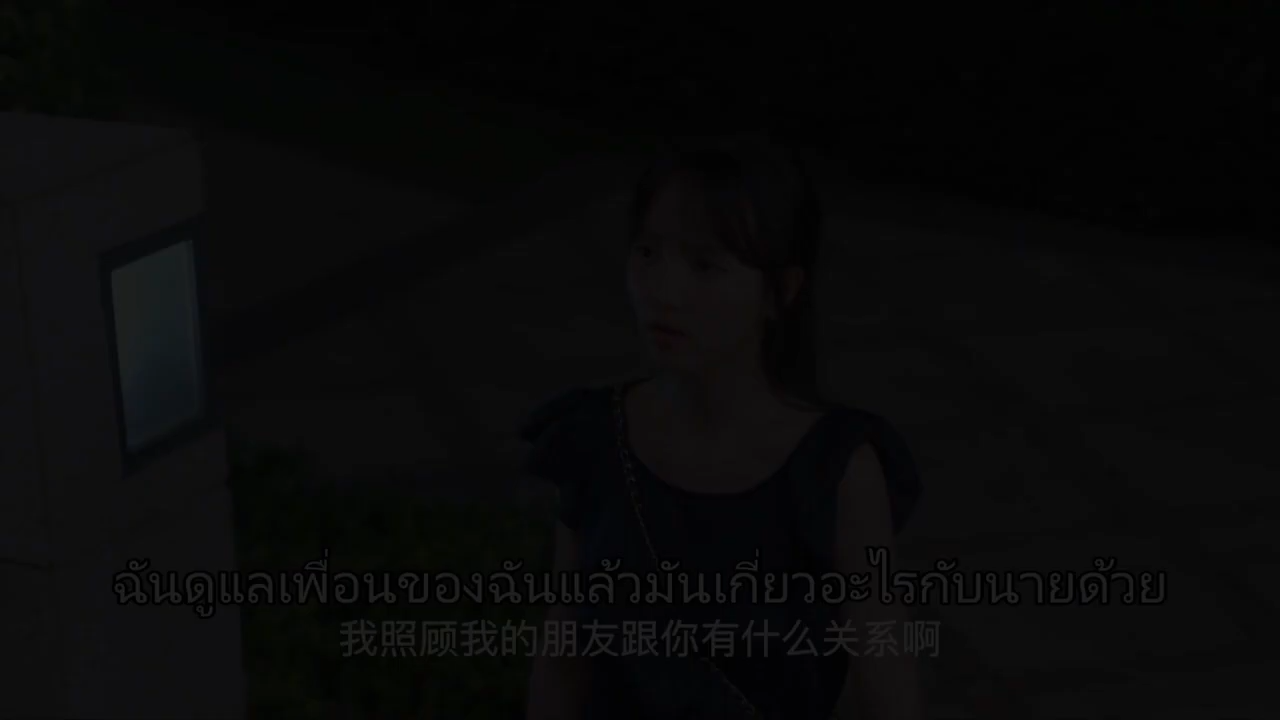 ฉันดูแลเพื่อนของฉันแล้วมันเกี่ยวอะไรกับนายด้วย
我照顾我的朋友跟你有什么关系啊